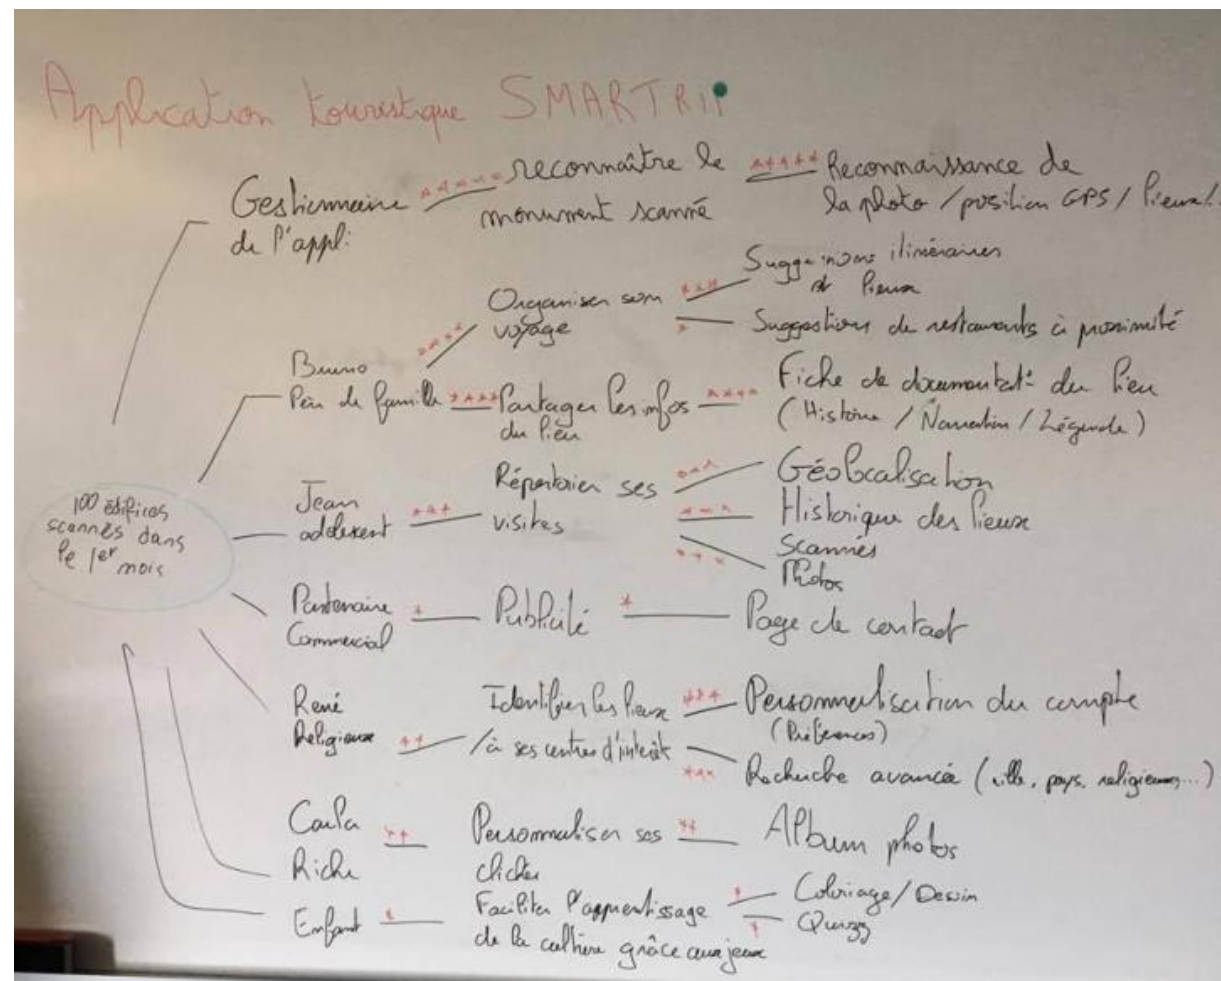 Application touristique SMARTRIP
Gestionnaire ***** reconnaître le ***** Reconnaissance de
de l'appli monument scanné la photo / position GPS / lieux/..
Organiser son *** Suggestions itinéraires
voyage et lieux
**** * Suggestions de restaurants à proximité
Bruno
Père de famille **** Partager les infos **** Fiche de documentat° du lieu
du lieu (Histoire / Narration / Légende)
100 édifices
scannés dans
le 1er mois
Jean *** Répertorier ses *** Géolocalisation
adolescent visites *** Historique des lieux
scannés
*** Photos
Partenaire * Publicité * Page de contact
Commercial
René Identifier les lieux *** Personnalisation du compte
Religieux ** /à ses centres d'intérêt (Préférences)
*** Recherche avancée (ville, pays, religieuses...)
Carla ** Personnaliser ses ** Album photos
Riche clichés
Enfant * Faciliter l'apprentissage * Coloriage/Dessin
de la culture grâce aux jeux * Quizz